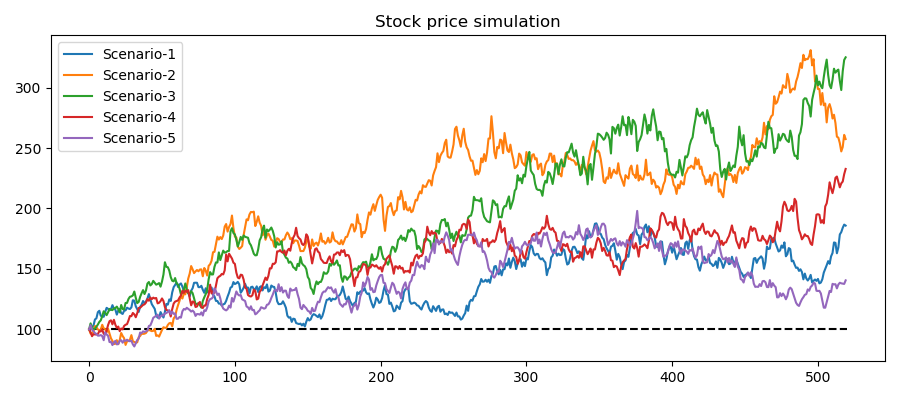 Stock price simulation
Scenario-1
Scenario-2
Scenario-3
Scenario-4
Scenario-5
300
250
200
150
100
0 100 200 300 400 500